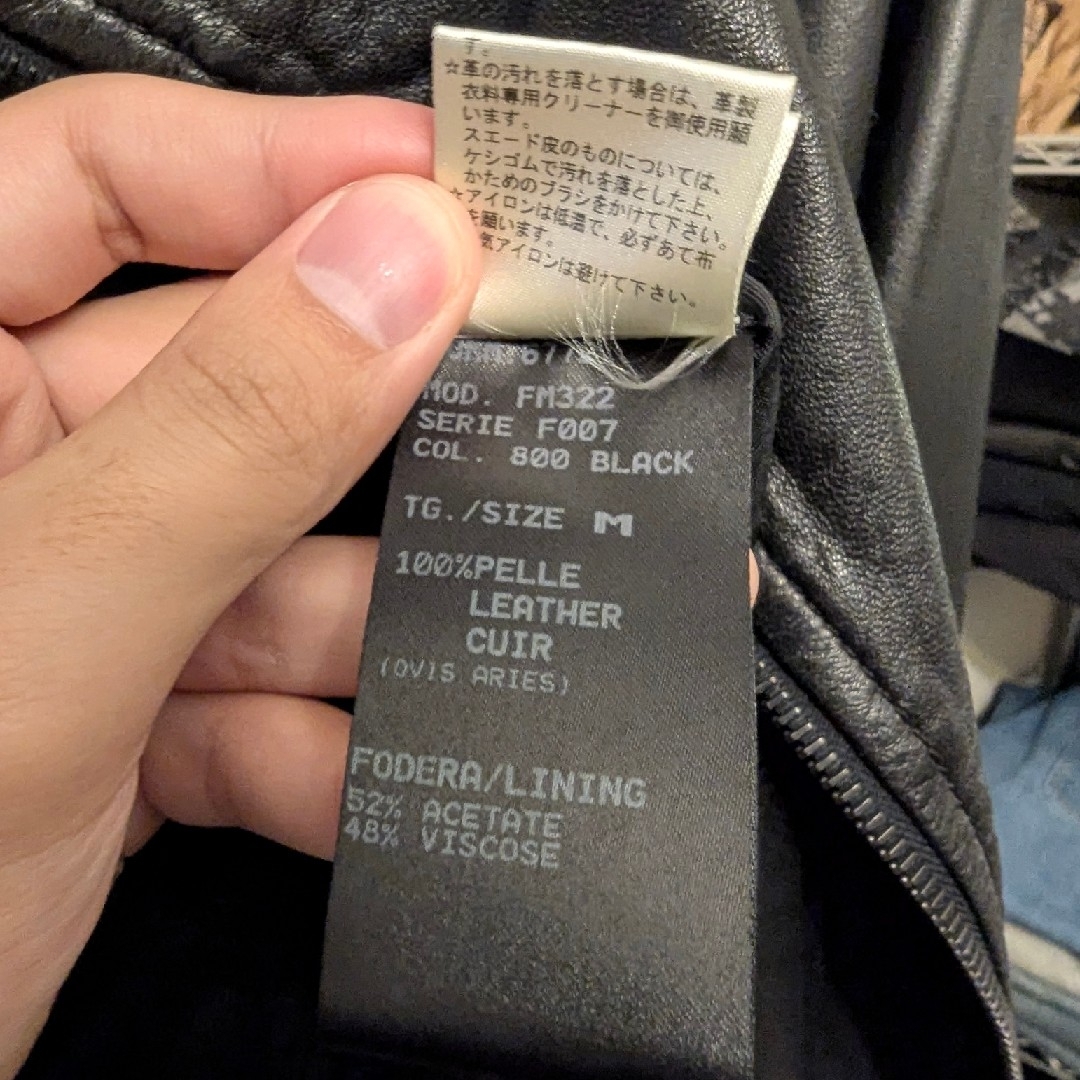 す。
☆革の汚れを落とす場合は、革製
衣料専用クリーナーを御使用願
います。
スエード皮のものについては、
ケシゴムで汚れを落とした上、
かためのブラシをかけて下さい。
☆アイロンは低温で、必ずあて布
を願います。
気アイロンは避けて下さい。
MOD. FM322
SERIE F007
COL. 800 BLACK
TG./SIZE M
100%PELLE
LEATHER
CUIR
(OVIS ARIES)
FODERA/LINING
52% ACETATE
48% VISCOSE